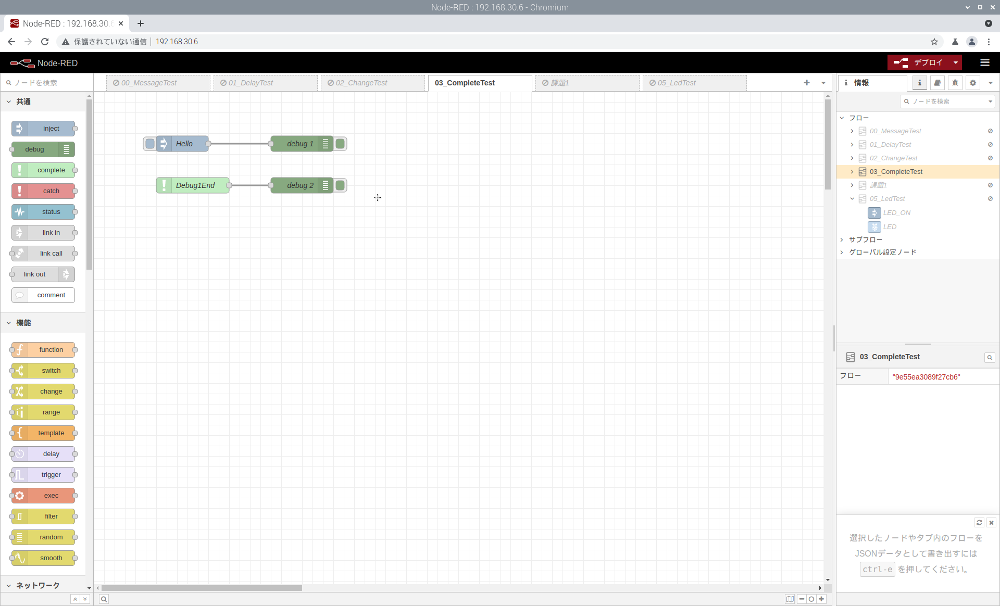 Node-RED : 192.168.30.6 - Chromium
Node-RED : 192.168.30.6
保護されていない通信 192.168.30.6
Node-RED
デプロイ
ノードを検索
00_MessageTest
01_DelayTest
02_ChangeTest
03_CompleteTest
課題1
05_LedTest
情報
共通
inject
debug
complete
catch
status
link in
link call
link out
comment
機能
function
switch
change
range
template
delay
trigger
exec
filter
random
smooth
ネットワーク
Hello
debug 1
Debug1End
debug 2
ノードを検索
フロー
00_MessageTest
01_DelayTest
02_ChangeTest
03_CompleteTest
課題1
05_LedTest
LED_ON
LED
サブフロー
グローバル設定ノード
03_CompleteTest
フロー "9e55ea3089f27cb6"
選択したノードやタブ内のフローを
JSONデータとして書き出すには
ctrl-e を押してください。